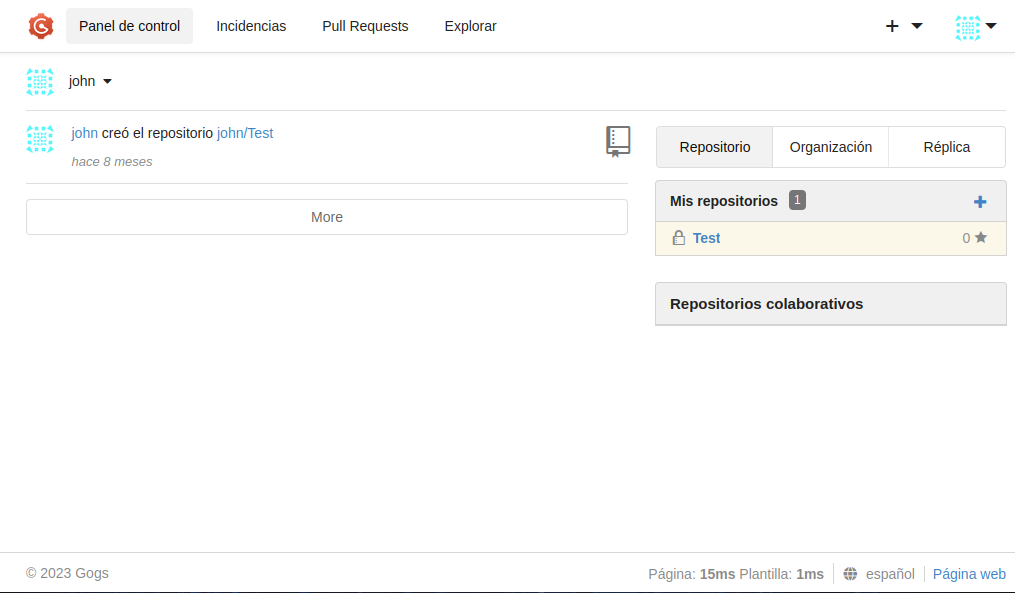 Panel de control Incidencias Pull Requests Explorar
john
john creó el repositorio john/Test
hace 8 meses
More
Repositorio Organización Réplica
Mis repositorios 1
Test 0
Repositorios colaborativos
© 2023 Gogs
Página: 15ms Plantilla: 1ms español Página web